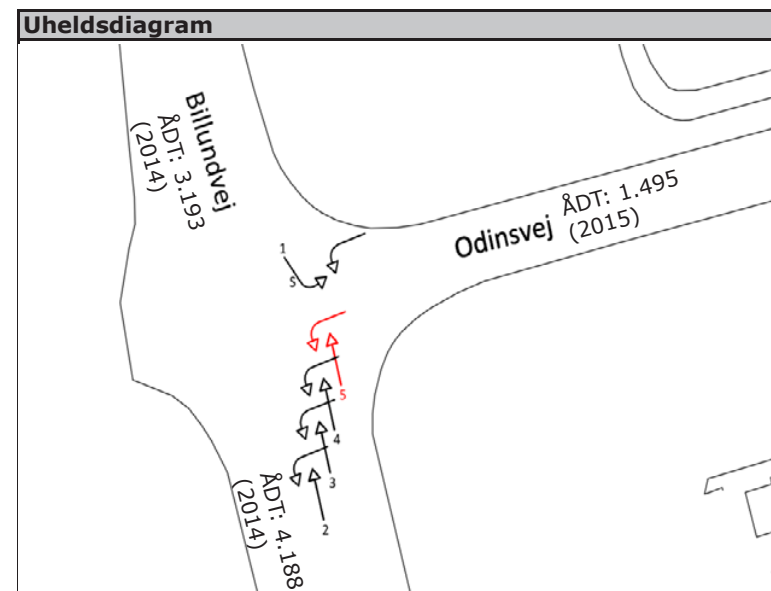 Uheldsdiagram
Billundvej
ÅDT: 3.193
(2014)
Odinsvej
ÅDT: 1.495
(2015)
1
S
5
4
3
2
ÅDT: 4.188
(2014)